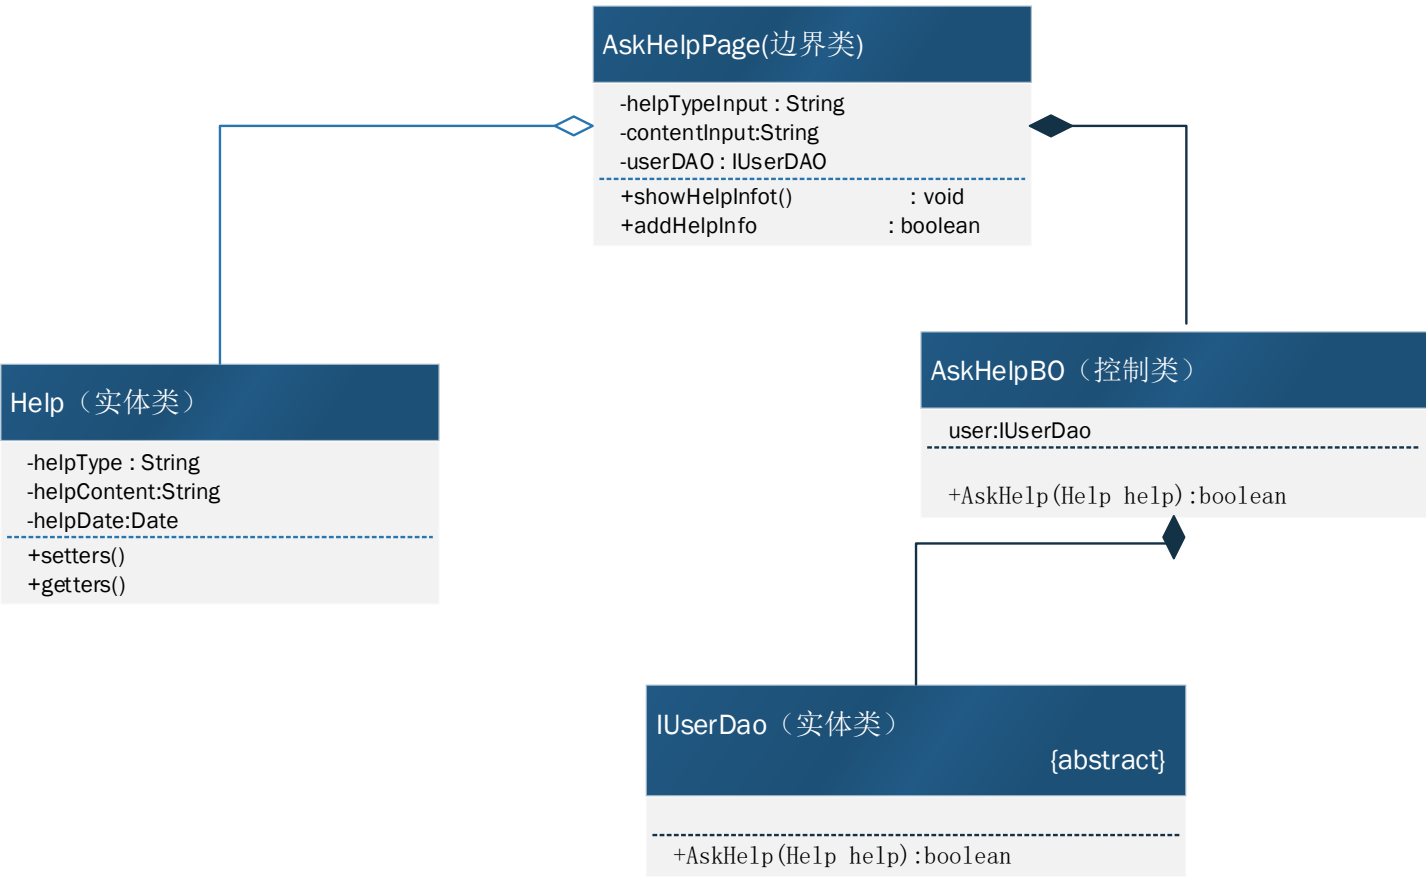 AskHelpPage(边界类)
-helpTypeInput : String
-contentInput:String
-userDAO : IUserDAO
+showHelpInfot() : void
+addHelpInfo : boolean
AskHelpBO（控制类）
user:IUserDao
+AskHelp(Help help):boolean
Help（实体类）
-helpType : String
-helpContent:String
-helpDate:Date
+setters()
+getters()
IUserDao（实体类）
{abstract}
+AskHelp(Help help):boolean